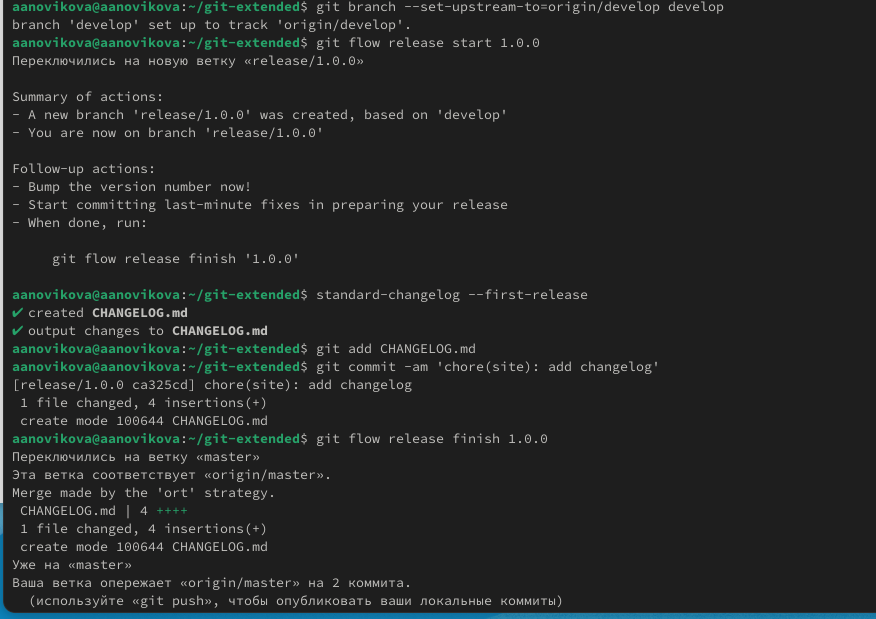 aanovikova@aanovikova:~/git-extended$ git branch --set-upstream-to=origin/develop develop
branch 'develop' set up to track 'origin/develop'.
aanovikova@aanovikova:~/git-extended$ git flow release start 1.0.0
Переключились на новую ветку «release/1.0.0»
Summary of actions:
- A new branch 'release/1.0.0' was created, based on 'develop'
- You are now on branch 'release/1.0.0'
Follow-up actions:
- Bump the version number now!
- Start committing last-minute fixes in preparing your release
- When done, run:
git flow release finish '1.0.0'
aanovikova@aanovikova:~/git-extended$ standard-changelog --first-release
✔ created CHANGELOG.md
✔ output changes to CHANGELOG.md
aanovikova@aanovikova:~/git-extended$ git add CHANGELOG.md
aanovikova@aanovikova:~/git-extended$ git commit -am 'chore(site): add changelog'
[release/1.0.0 ca325cd] chore(site): add changelog
1 file changed, 4 insertions(+)
create mode 100644 CHANGELOG.md
aanovikova@aanovikova:~/git-extended$ git flow release finish 1.0.0
Переключились на ветку «master»
Эта ветка соответствует «origin/master».
Merge made by the 'ort' strategy.
CHANGELOG.md | 4 ++++
1 file changed, 4 insertions(+)
create mode 100644 CHANGELOG.md
Уже на «master»
Ваша ветка опережает «origin/master» на 2 коммита.
(используйте «git push», чтобы опубликовать ваши локальные коммиты)